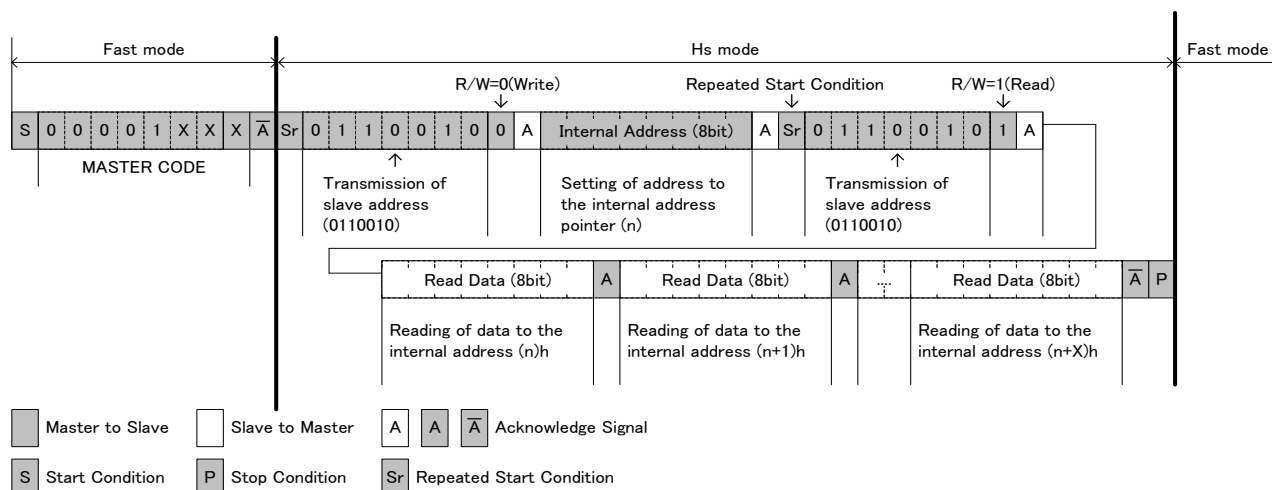 Fast mode Hs mode Fast mode
R/W=0(Write) Repeated Start Condition R/W=1(Read)
S 0 0 0 0 1 X X X A̅ Sr 0 1 1 0 0 1 0 0 A Internal Address (8bit) A Sr 0 1 1 0 0 1 0 1 A
MASTER CODE
Transmission of slave address (0110010)
Setting of address to the internal address pointer (n)
Transmission of slave address (0110010)
Read Data (8bit) A Read Data (8bit) A .... Read Data (8bit) A̅ P
Reading of data to the internal address (n)h
Reading of data to the internal address (n+1)h
Reading of data to the internal address (n+X)h
Master to Slave Slave to Master A A A̅ Acknowledge Signal
S Start Condition P Stop Condition Sr Repeated Start Condition